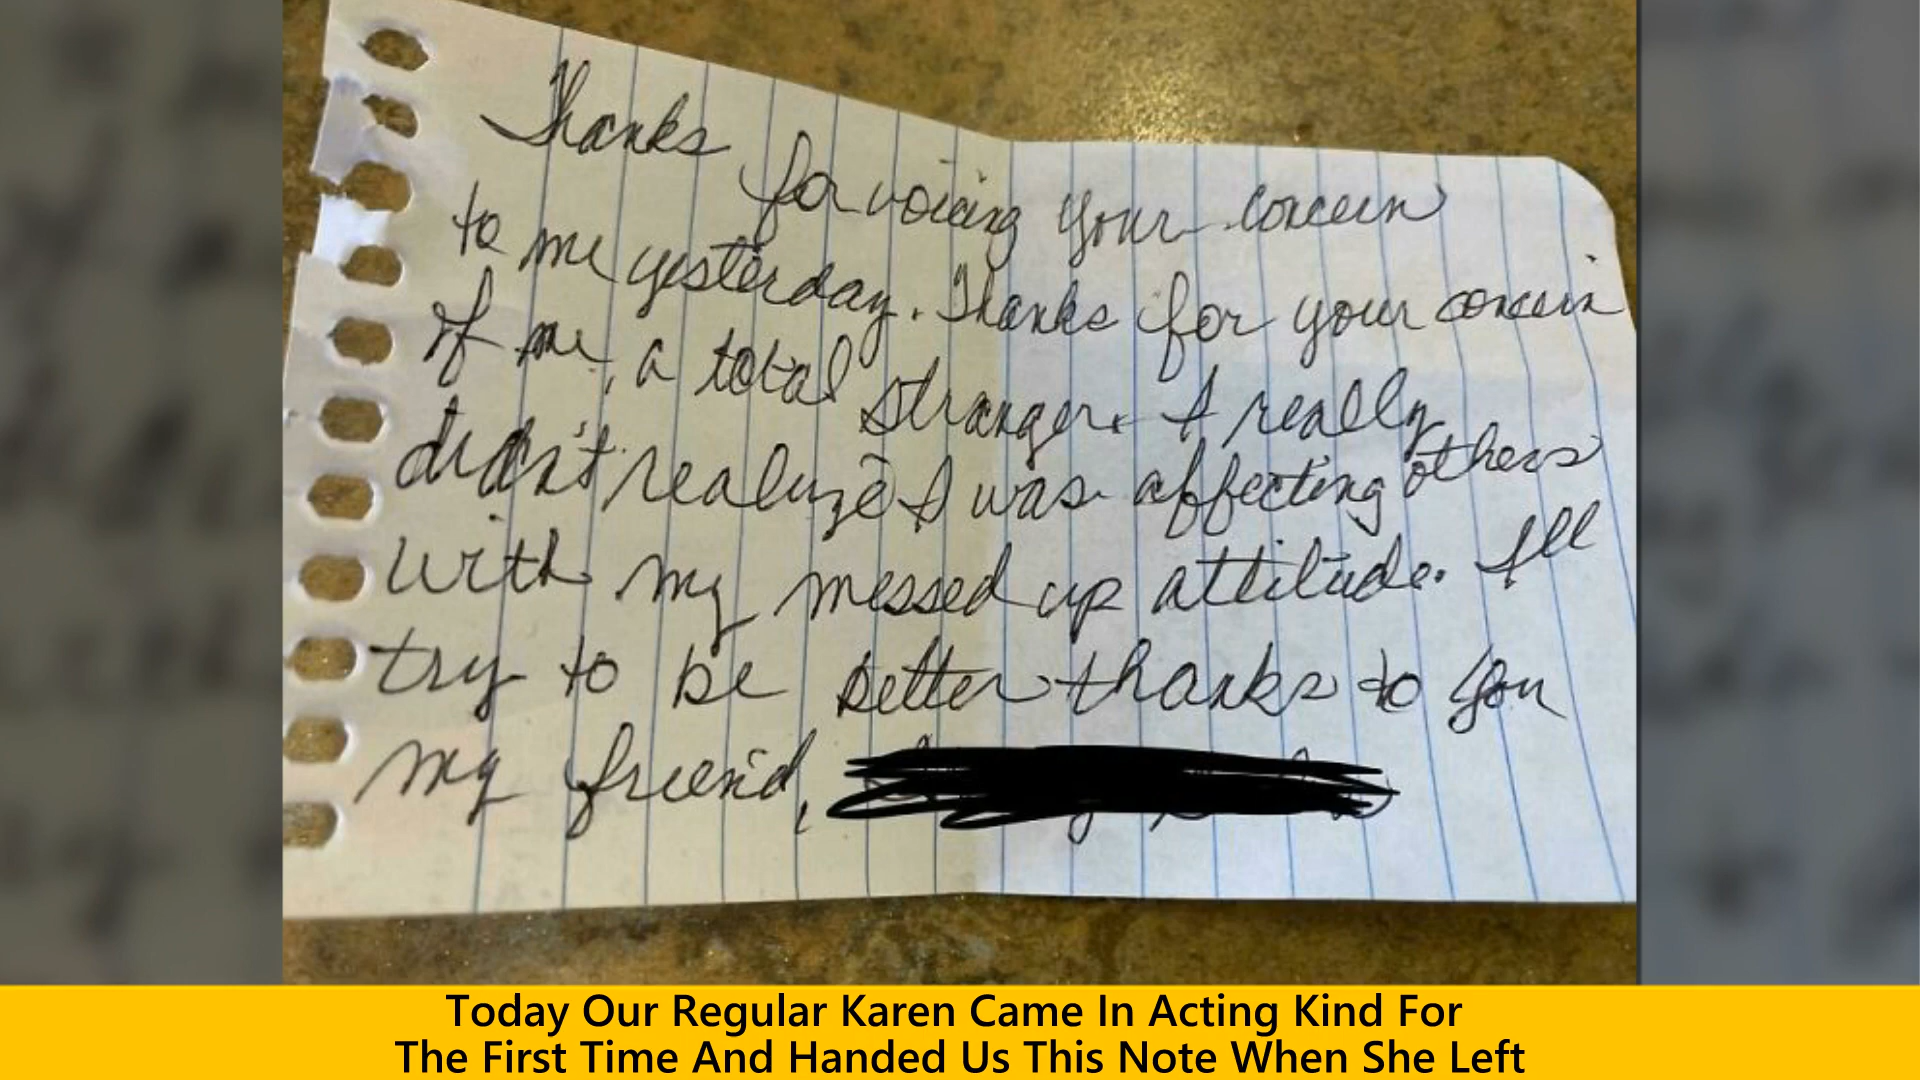 Thanks
for voicing your concern
to me yesterday. Thanks for your concern
of me, a total stranger. I really
didn't realize I was affecting others
with my messed up attitude. Ill
try to be better thanks to you
my friend,
Today Our Regular Karen Came In Acting Kind For
The First Time And Handed Us This Note When She Left